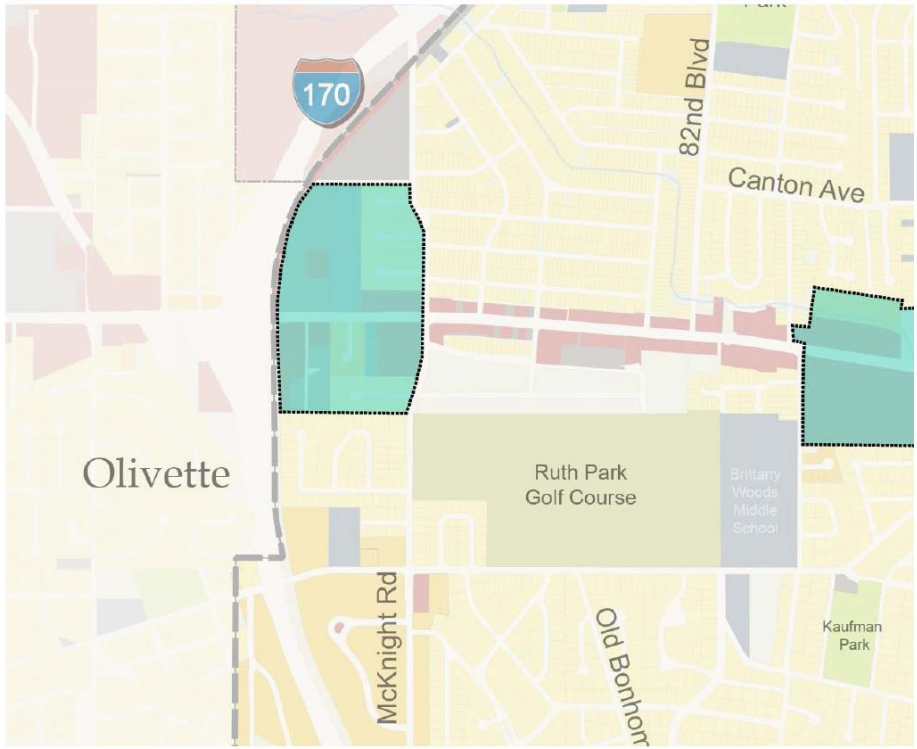 Park
170
82nd Blvd
Canton Ave
Olivette
Ruth Park
Golf Course
Brittany
Woods
Middle
School
McKnight Rd
Old Bonhom
Kaufman
Park